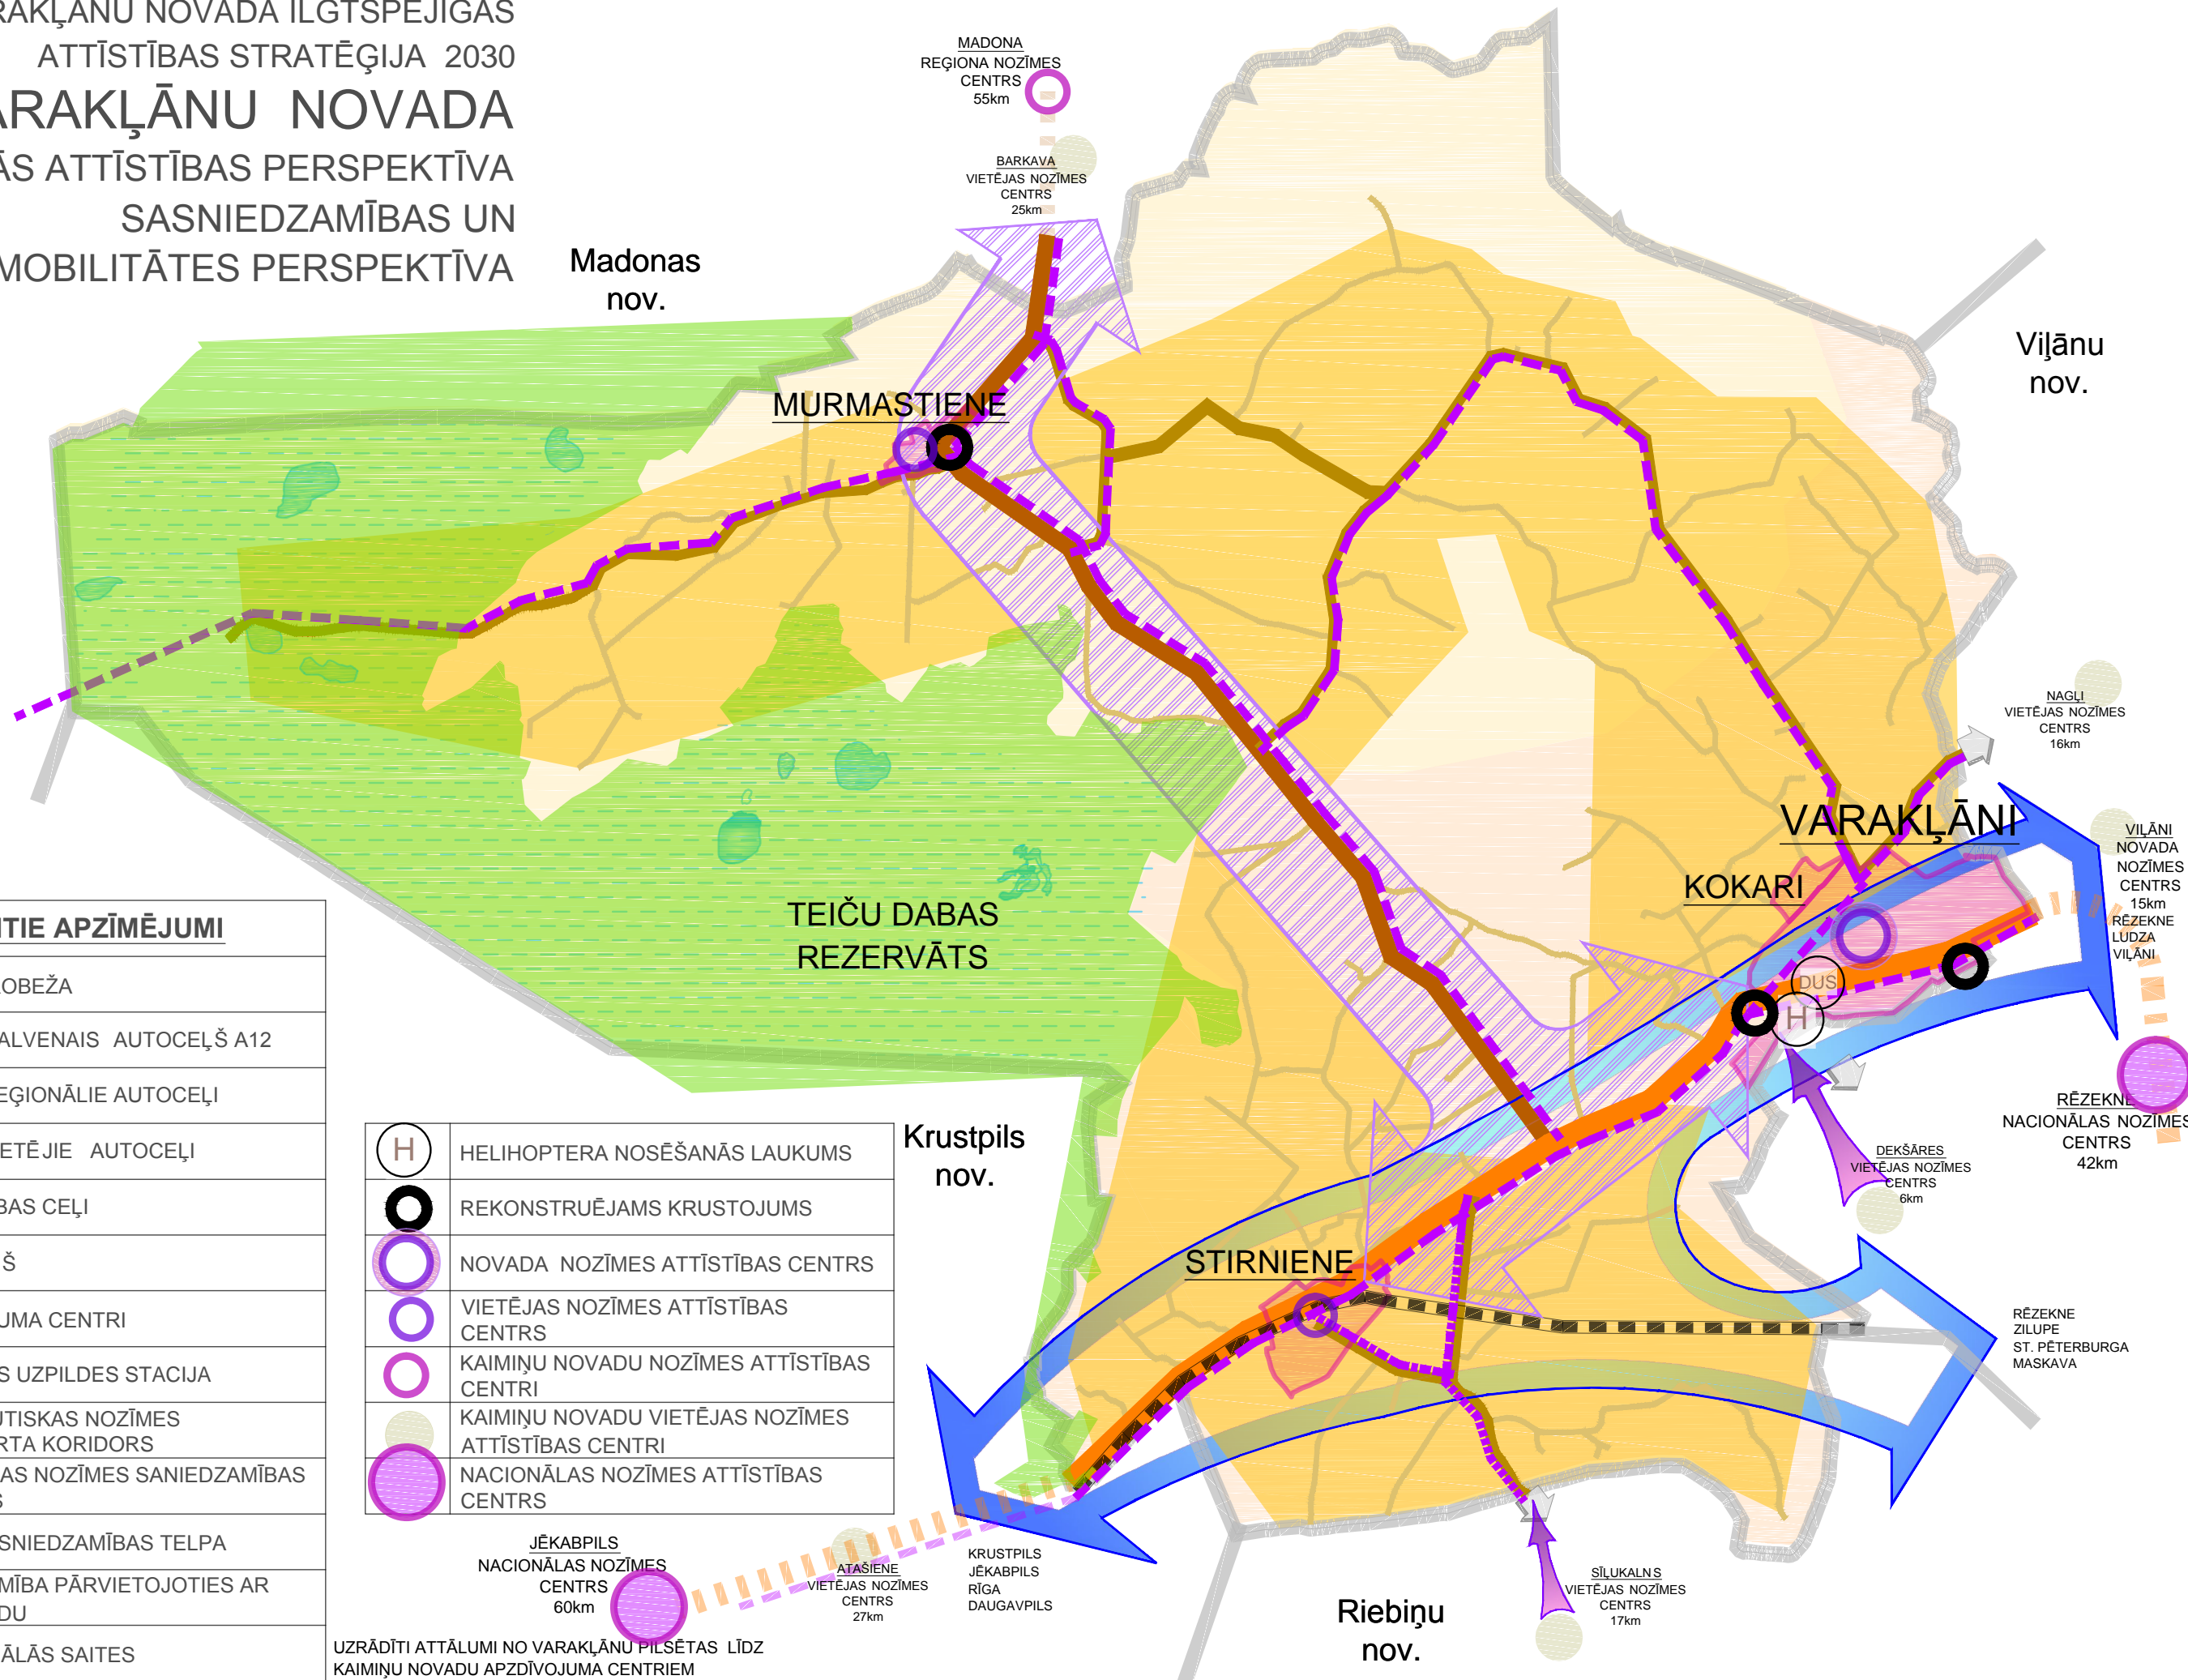 RAKĻĀNU NOVADA ILGTSPĒJĪGAS
ATTĪSTĪBAS STRATĒĢIJA 2030
ARAKĻĀNU NOVADA
ĀS ATTĪSTĪBAS PERSPEKTĪVA
SASNIEDZAMĪBAS UN
MOBILITĀTES PERSPEKTĪVA
MADONA
REĢIONA NOZĪMES
CENTRS
55km
BARKAVA
VIETĒJAS NOZĪMES
CENTRS
25km
Madonas
nov.
Viļānu
nov.
MURMASTIENE
NAGĻI
VIETĒJAS NOZĪMES
CENTRS
16km
VARAKĻĀNI
KOKARI
VIĻĀNI
NOVADA
NOZĪMES
CENTRS
15km
RĒZEKNE
LUDZA
VIĻĀNI
TEIČU DABAS
REZERVĀTS
DUS
H
RĒZEKNE
NACIONĀLAS NOZĪMES
CENTRS
42km
DEKŠĀRES
VIETĒJAS NOZĪMES
CENTRS
6km
Krustpils
nov.
STIRNIENE
RĒZEKNE
ZILUPE
ST. PĒTERBURGA
MASKAVA
TIE APZĪMĒJUMI
OBEŽA
ALVENAIS AUTOCEĻŠ A12
EĢIONĀLIE AUTOCEĻI
ETĒJIE AUTOCEĻI
BAS CEĻI
Š
UMA CENTRI
S UZPILDES STACIJA
UTISKAS NOZĪMES
RTA KORIDORS
AS NOZĪMES SANIEDZAMĪBAS
S
SNIEDZAMĪBAS TELPA
MĪBA PĀRVIETOJOTIES AR
DU
ĀLĀS SAITES
H
HELIHOPTERA NOSĒŠANĀS LAUKUMS
REKONSTRUĒJAMS KRUSTOJUMS
NOVADA NOZĪMES ATTĪSTĪBAS CENTRS
VIETĒJAS NOZĪMES ATTĪSTĪBAS
CENTRS
KAIMIŅU NOVADU NOZĪMES ATTĪSTĪBAS
CENTRI
KAIMIŅU NOVADU VIETĒJAS NOZĪMES
ATTĪSTĪBAS CENTRI
NACIONĀLAS NOZĪMES ATTĪSTĪBAS
CENTRS
JĒKABPILS
NACIONĀLAS NOZĪMES
CENTRS
60km
ATAŠIENE
VIETĒJAS NOZĪMES
CENTRS
27km
KRUSTPILS
JĒKABPILS
RĪGA
DAUGAVPILS
SĪĻUKALNS
VIETĒJAS NOZĪMES
CENTRS
17km
Riebiņu
nov.
UZRĀDĪTI ATTĀLUMI NO VARAKĻĀNU PILSĒTAS LĪDZ
KAIMIŅU NOVADU APZDĪVOJUMA CENTRIEM